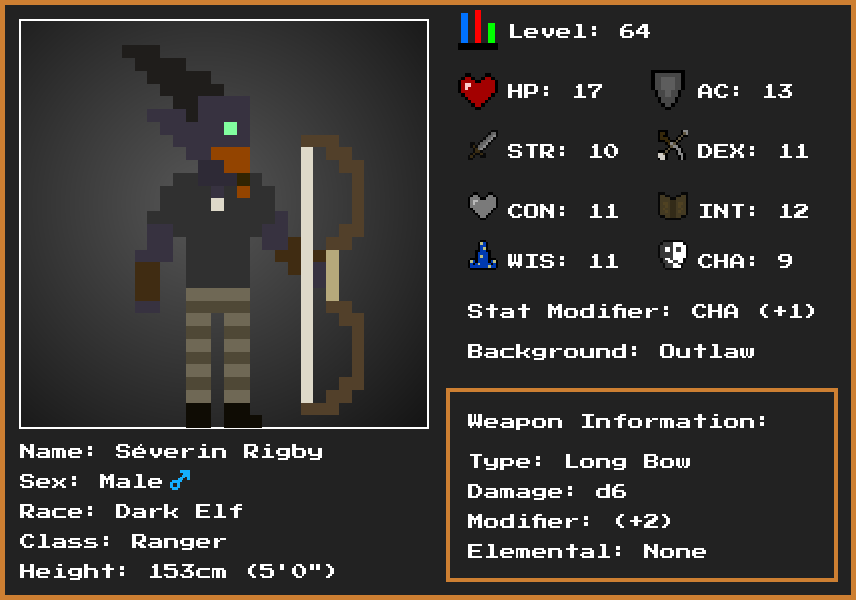 Level: 64
HP: 17
AC: 13
STR: 10
DEX: 11
CON: 11
INT: 12
WIS: 11
CHA: 9
Stat Modifier: CHA (+1)
Background: Outlaw
Weapon Information:
Type: Long Bow
Damage: d6
Modifier: (+2)
Elemental: None
Name: Séverin Rigby
Sex: Male♂
Race: Dark Elf
Class: Ranger
Height: 153cm (5'0")